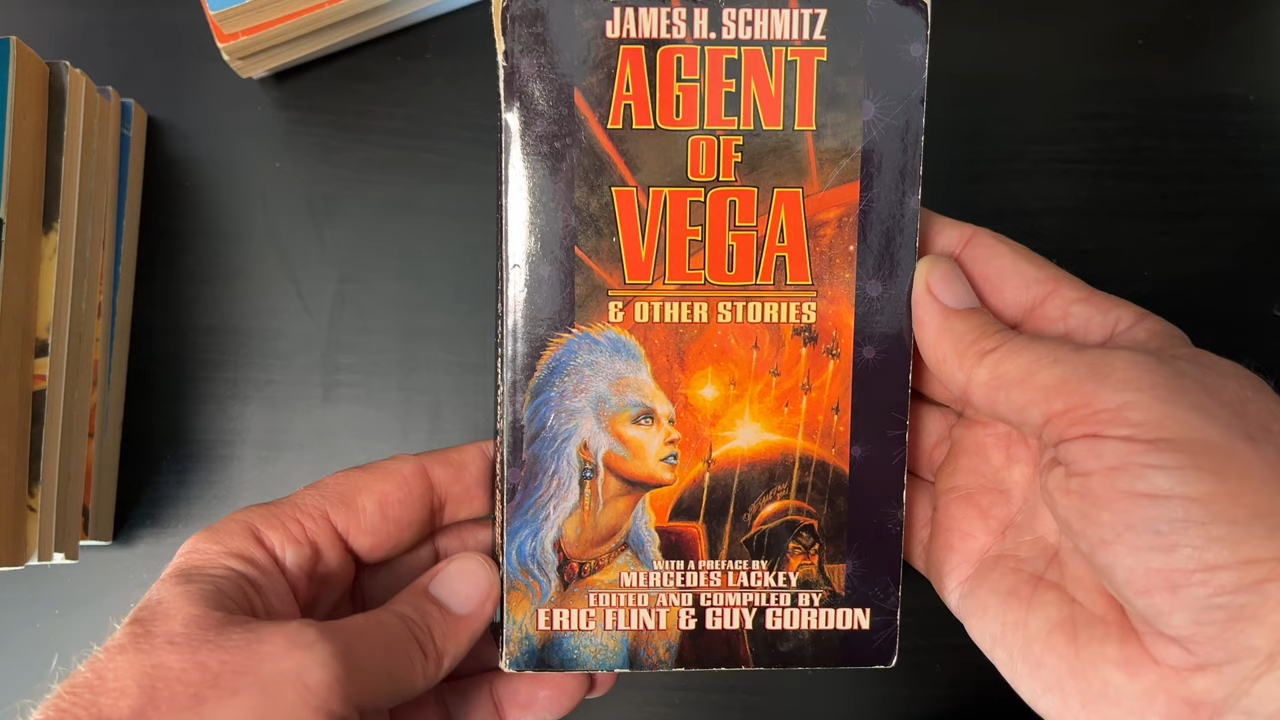 JAMES H. SCHMITZ
AGENT
OF
VEGA
& OTHER STORIES
WITH A PREFACE BY
MERCEDES LACKEY
EDITED AND COMPILED BY
ERIC FLINT & GUY GORDON